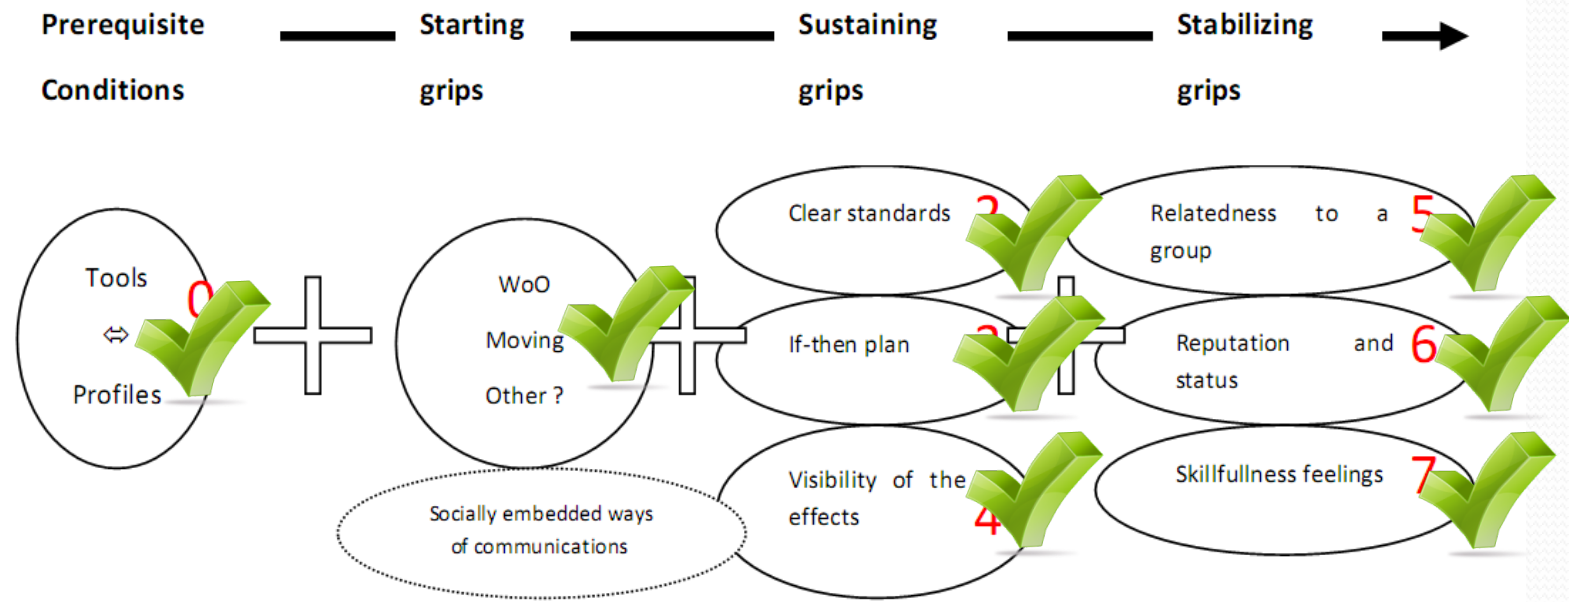 Prerequisite
Conditions
Starting
grips
Sustaining
grips
Stabilizing
grips
Tools
⇔
Profiles
0
WoO
Moving
Other ?
Socially embedded ways
of communications
Clear standards
2
If-then plan
Visibility of the
effects
4
Relatedness to a
group
5
Reputation and
status
6
Skillfullness feelings
7